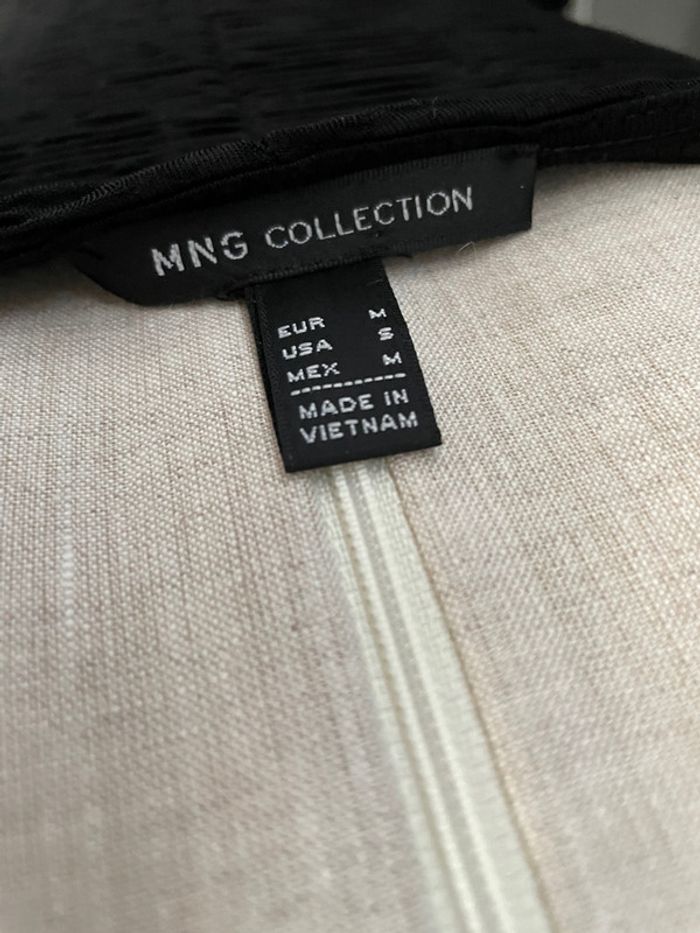 MNG COLLECTION
EUR M
USA S
MEX M
MADE IN
VIETNAM